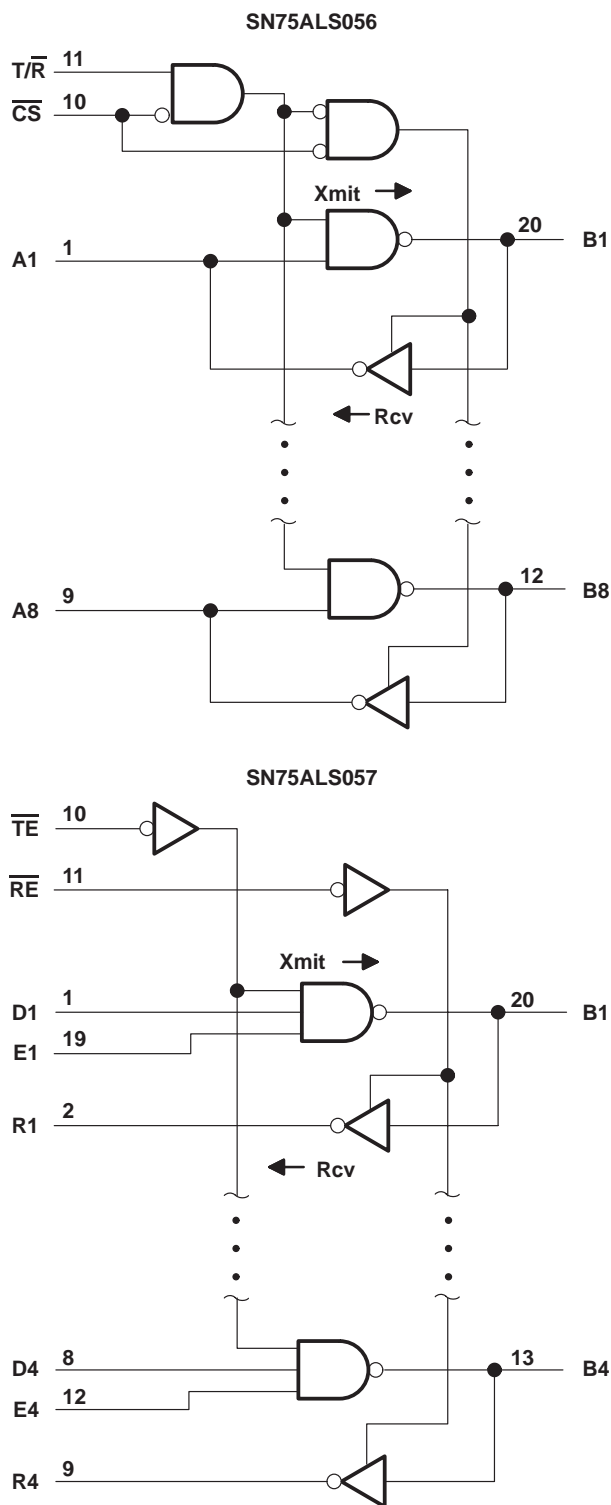 SN75ALS056
T/R̅ 11
C̅S̅ 10
Xmit
A1 1 20 B1
Rcv
A8 9 12 B8
SN75ALS057
T̅E̅ 10
R̅E̅ 11
Xmit
D1 1 20 B1
E1 19
R1 2
Rcv
D4 8 13 B4
E4 12
R4 9